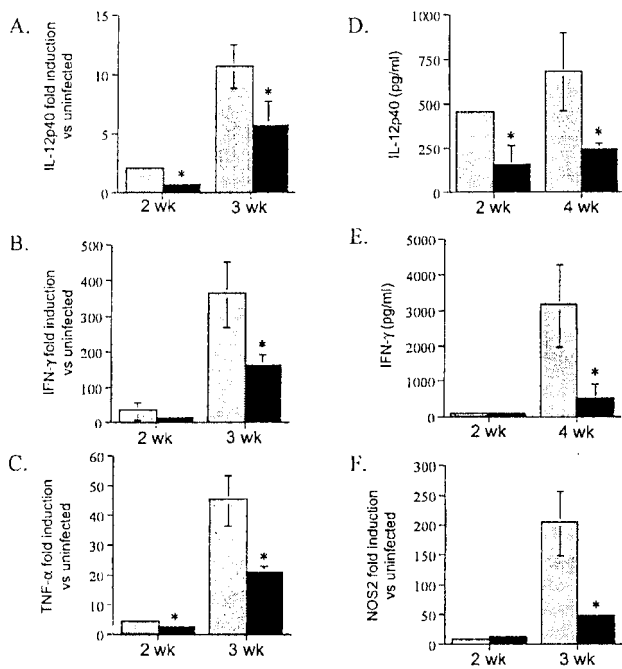 A.
IL-12p40 fold induction
vs uninfected
15
10
5
0
*
*
2 wk
3 wk
B.
IFN-γ fold induction
vs uninfected
500
400
300
200
100
0
*
2 wk
3 wk
C.
TNF-α fold induction
vs uninfected
60
50
40
30
20
10
0
*
*
2 wk
3 wk
D.
IL-12p40 (pg/ml)
1000
750
500
250
0
*
*
2 wk
4 wk
E.
IFN-γ (pg/ml)
5000
4000
3000
2000
1000
0
*
2 wk
4 wk
F.
NOS2 fold induction
vs uninfected
300
250
200
150
100
50
0
*
2 wk
3 wk